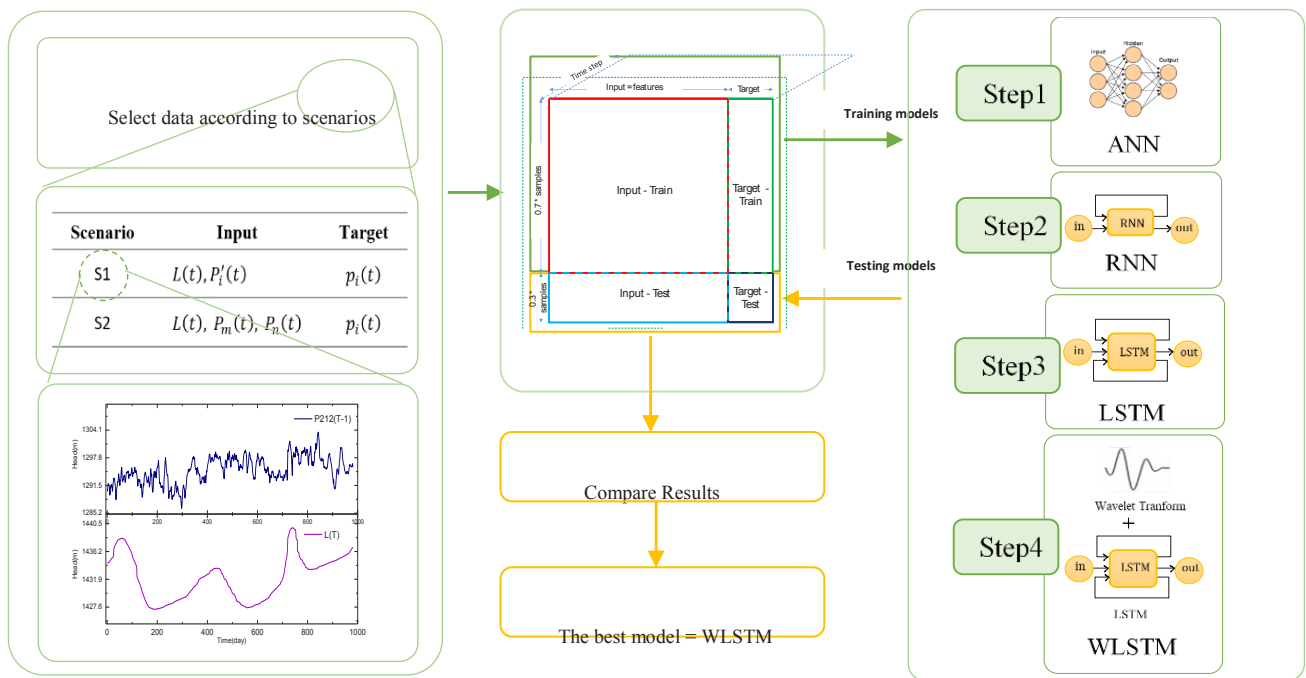 Select data according to scenarios
Scenario Input Target
S1 L(t), P′ᵢ(t) pᵢ(t)
S2 L(t), Pₘ(t), Pₙ(t) pᵢ(t)
P212(T-1)
Head(m)
1304.1
1297.8
1291.5
1285.2
0 200 400 600 800 1000
L(T)
Head(m)
1440.5
1436.2
1431.9
1427.6
0 200 400 600 800 1000
Time(day)
Time step
Input = features
Target
0.7* samples
Input - Train
Target -
Train
0.3*
samples
Input - Test
Target -
Test
Compare Results
The best model = WLSTM
Training models
Testing models
Step1
Input
Hidden
Output
ANN
Step2
in
RNN
out
RNN
Step3
in
LSTM
out
LSTM
Step4
Wavelet Tranform
+
in
LSTM
out
LSTM
WLSTM